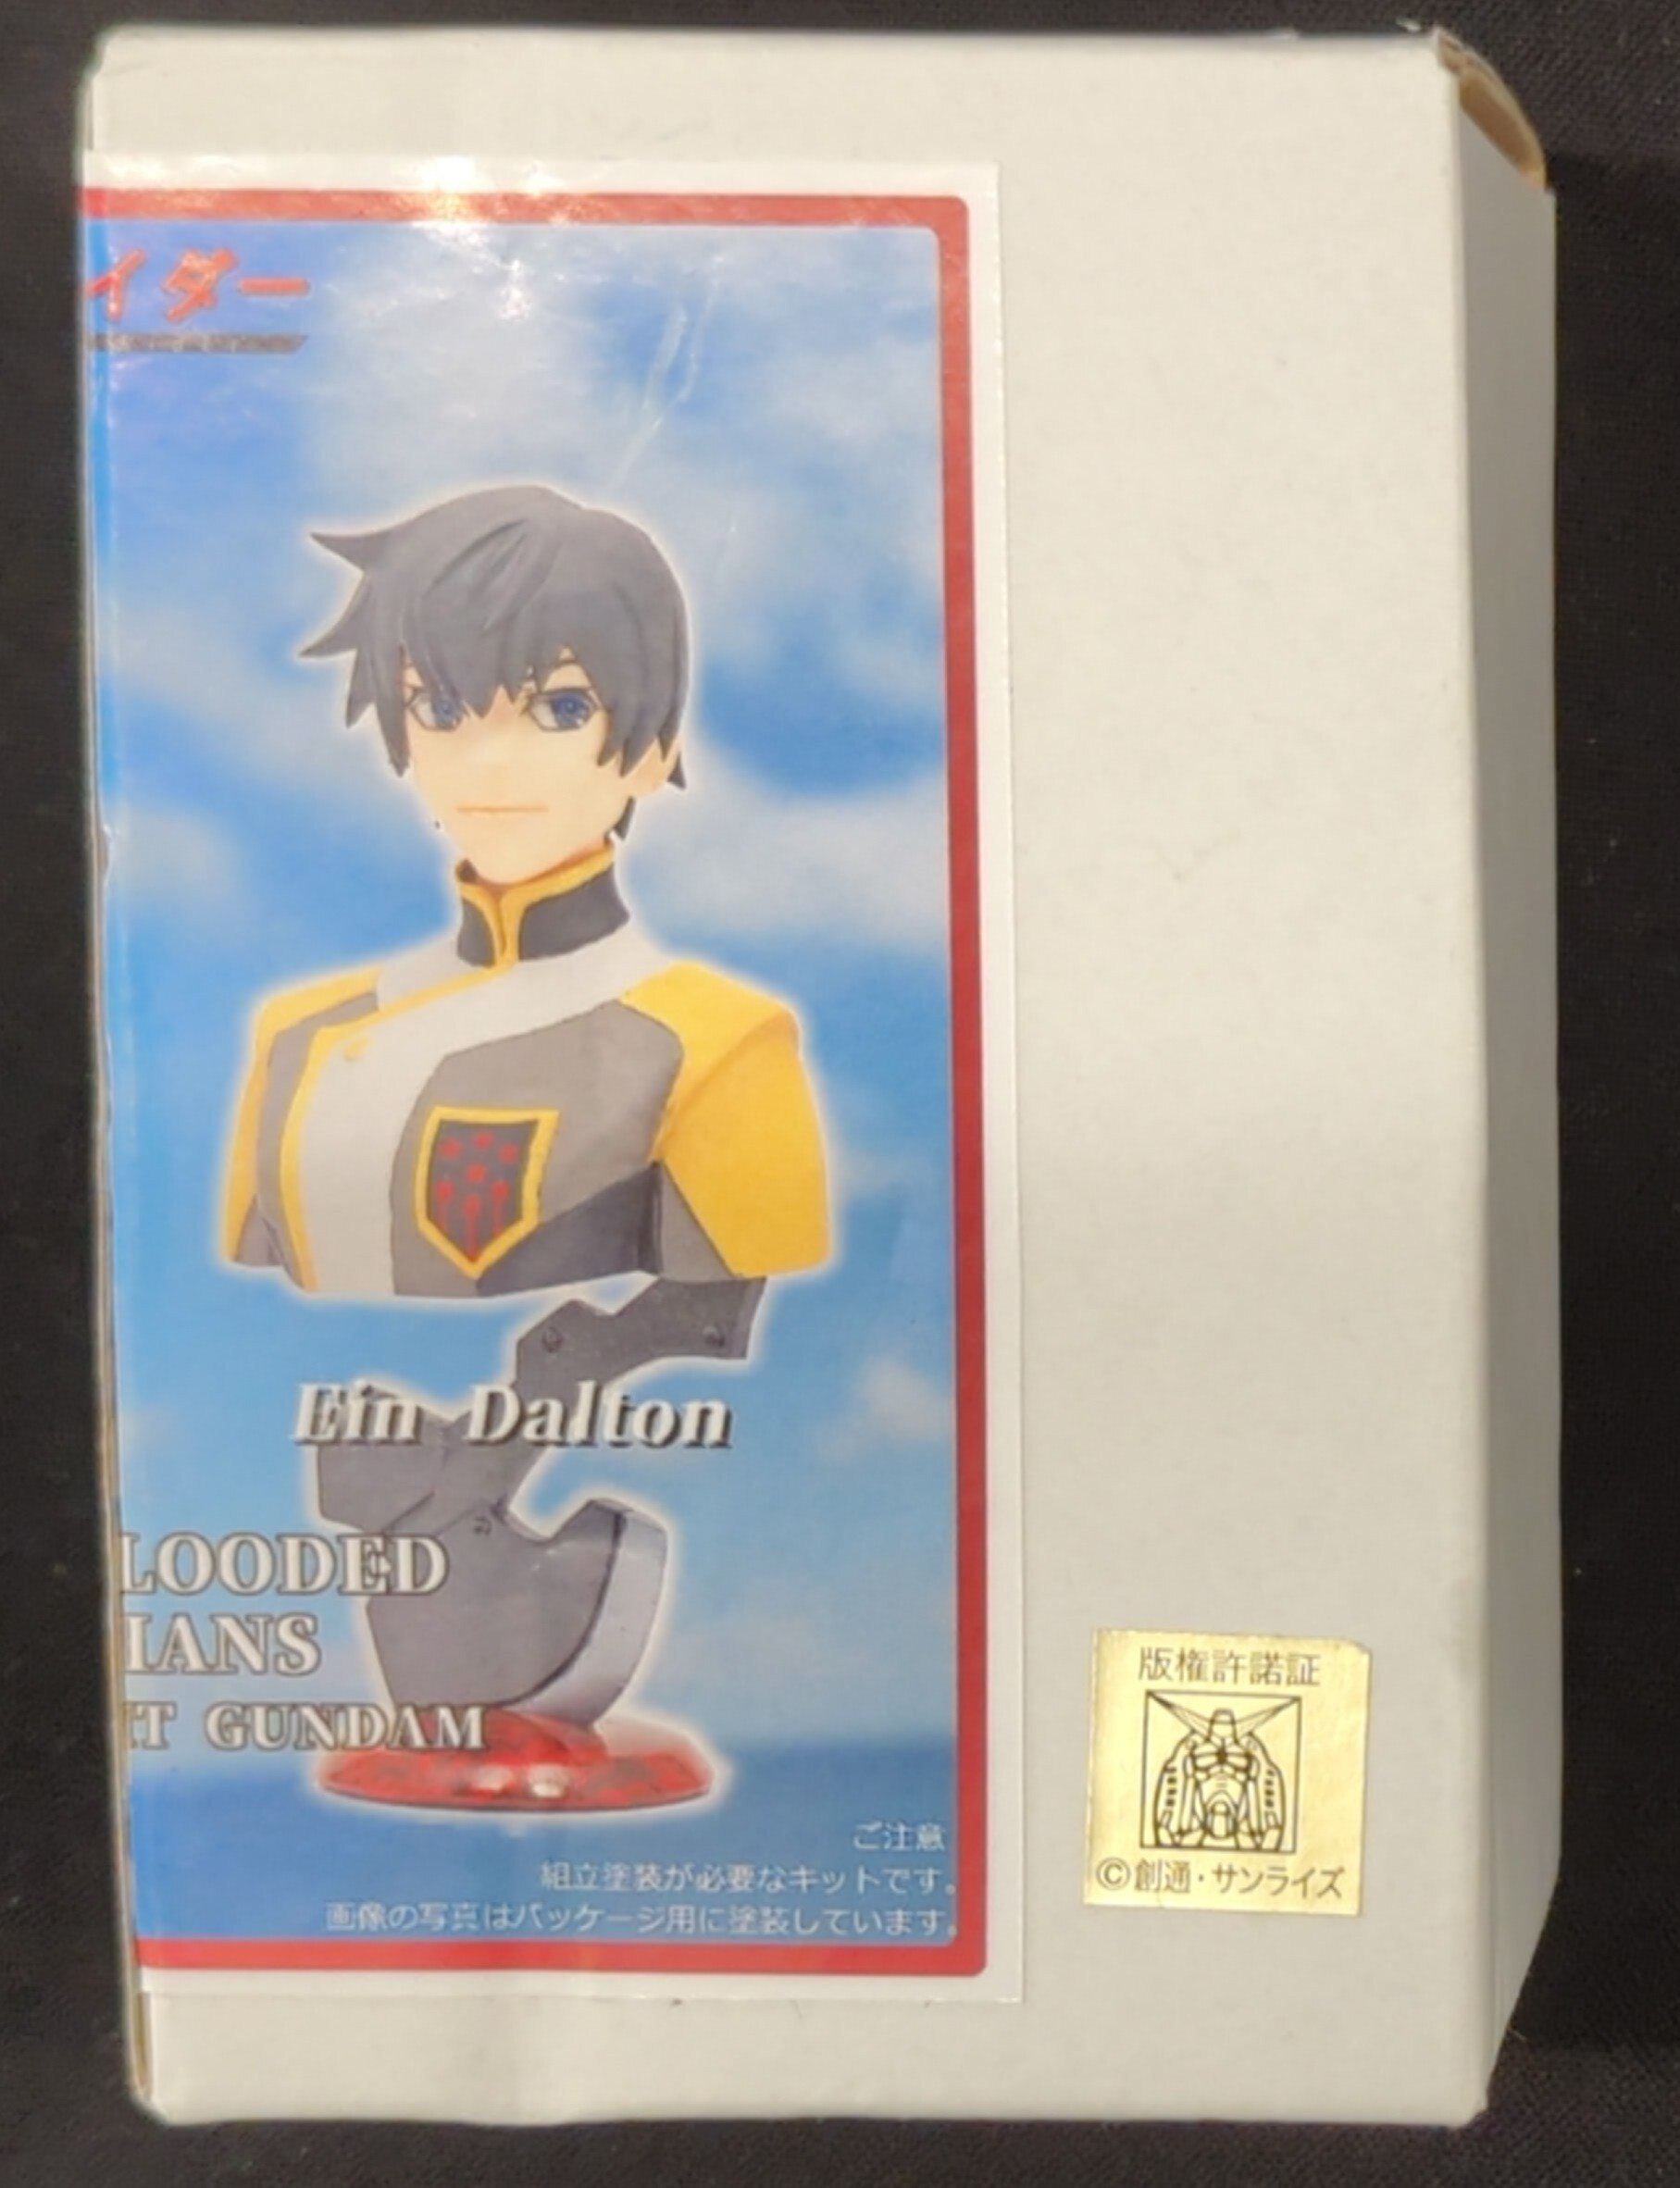 イダー
Ein Dalton
LOODED
IANS
T GUNDAM
ご注意
組立塗装が必要なキットです。
画像の写真はパッケージ用に塗装しています。
版権許諾証
©創通・サンライズ